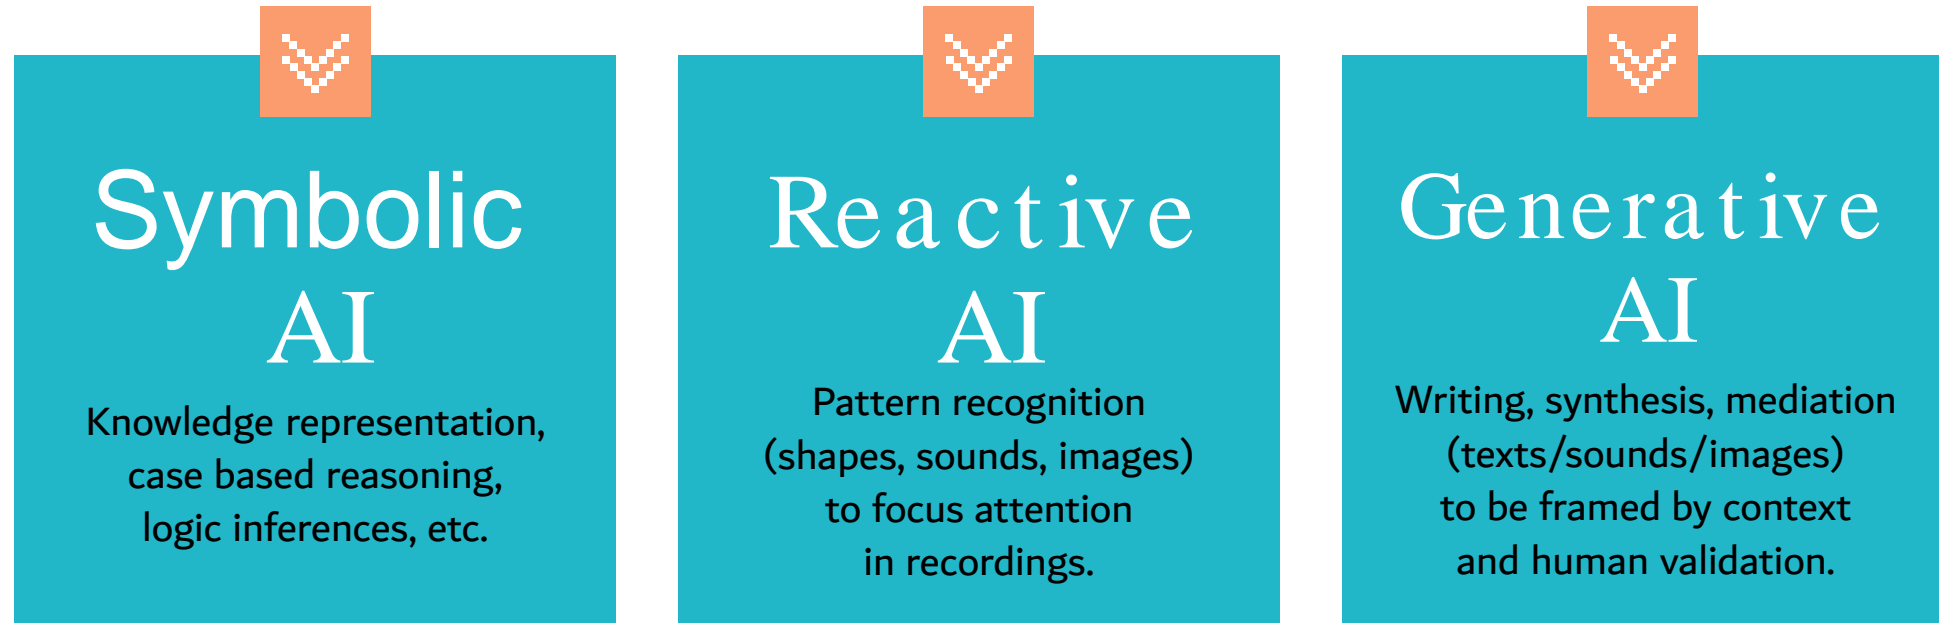 Symbolic
AI
Knowledge representation,
case based reasoning,
logic inferences, etc.
Reactive
AI
Pattern recognition
(shapes, sounds, images)
to focus attention
in recordings.
Generative
AI
Writing, synthesis, mediation
(texts/sounds/images)
to be framed by context
and human validation.